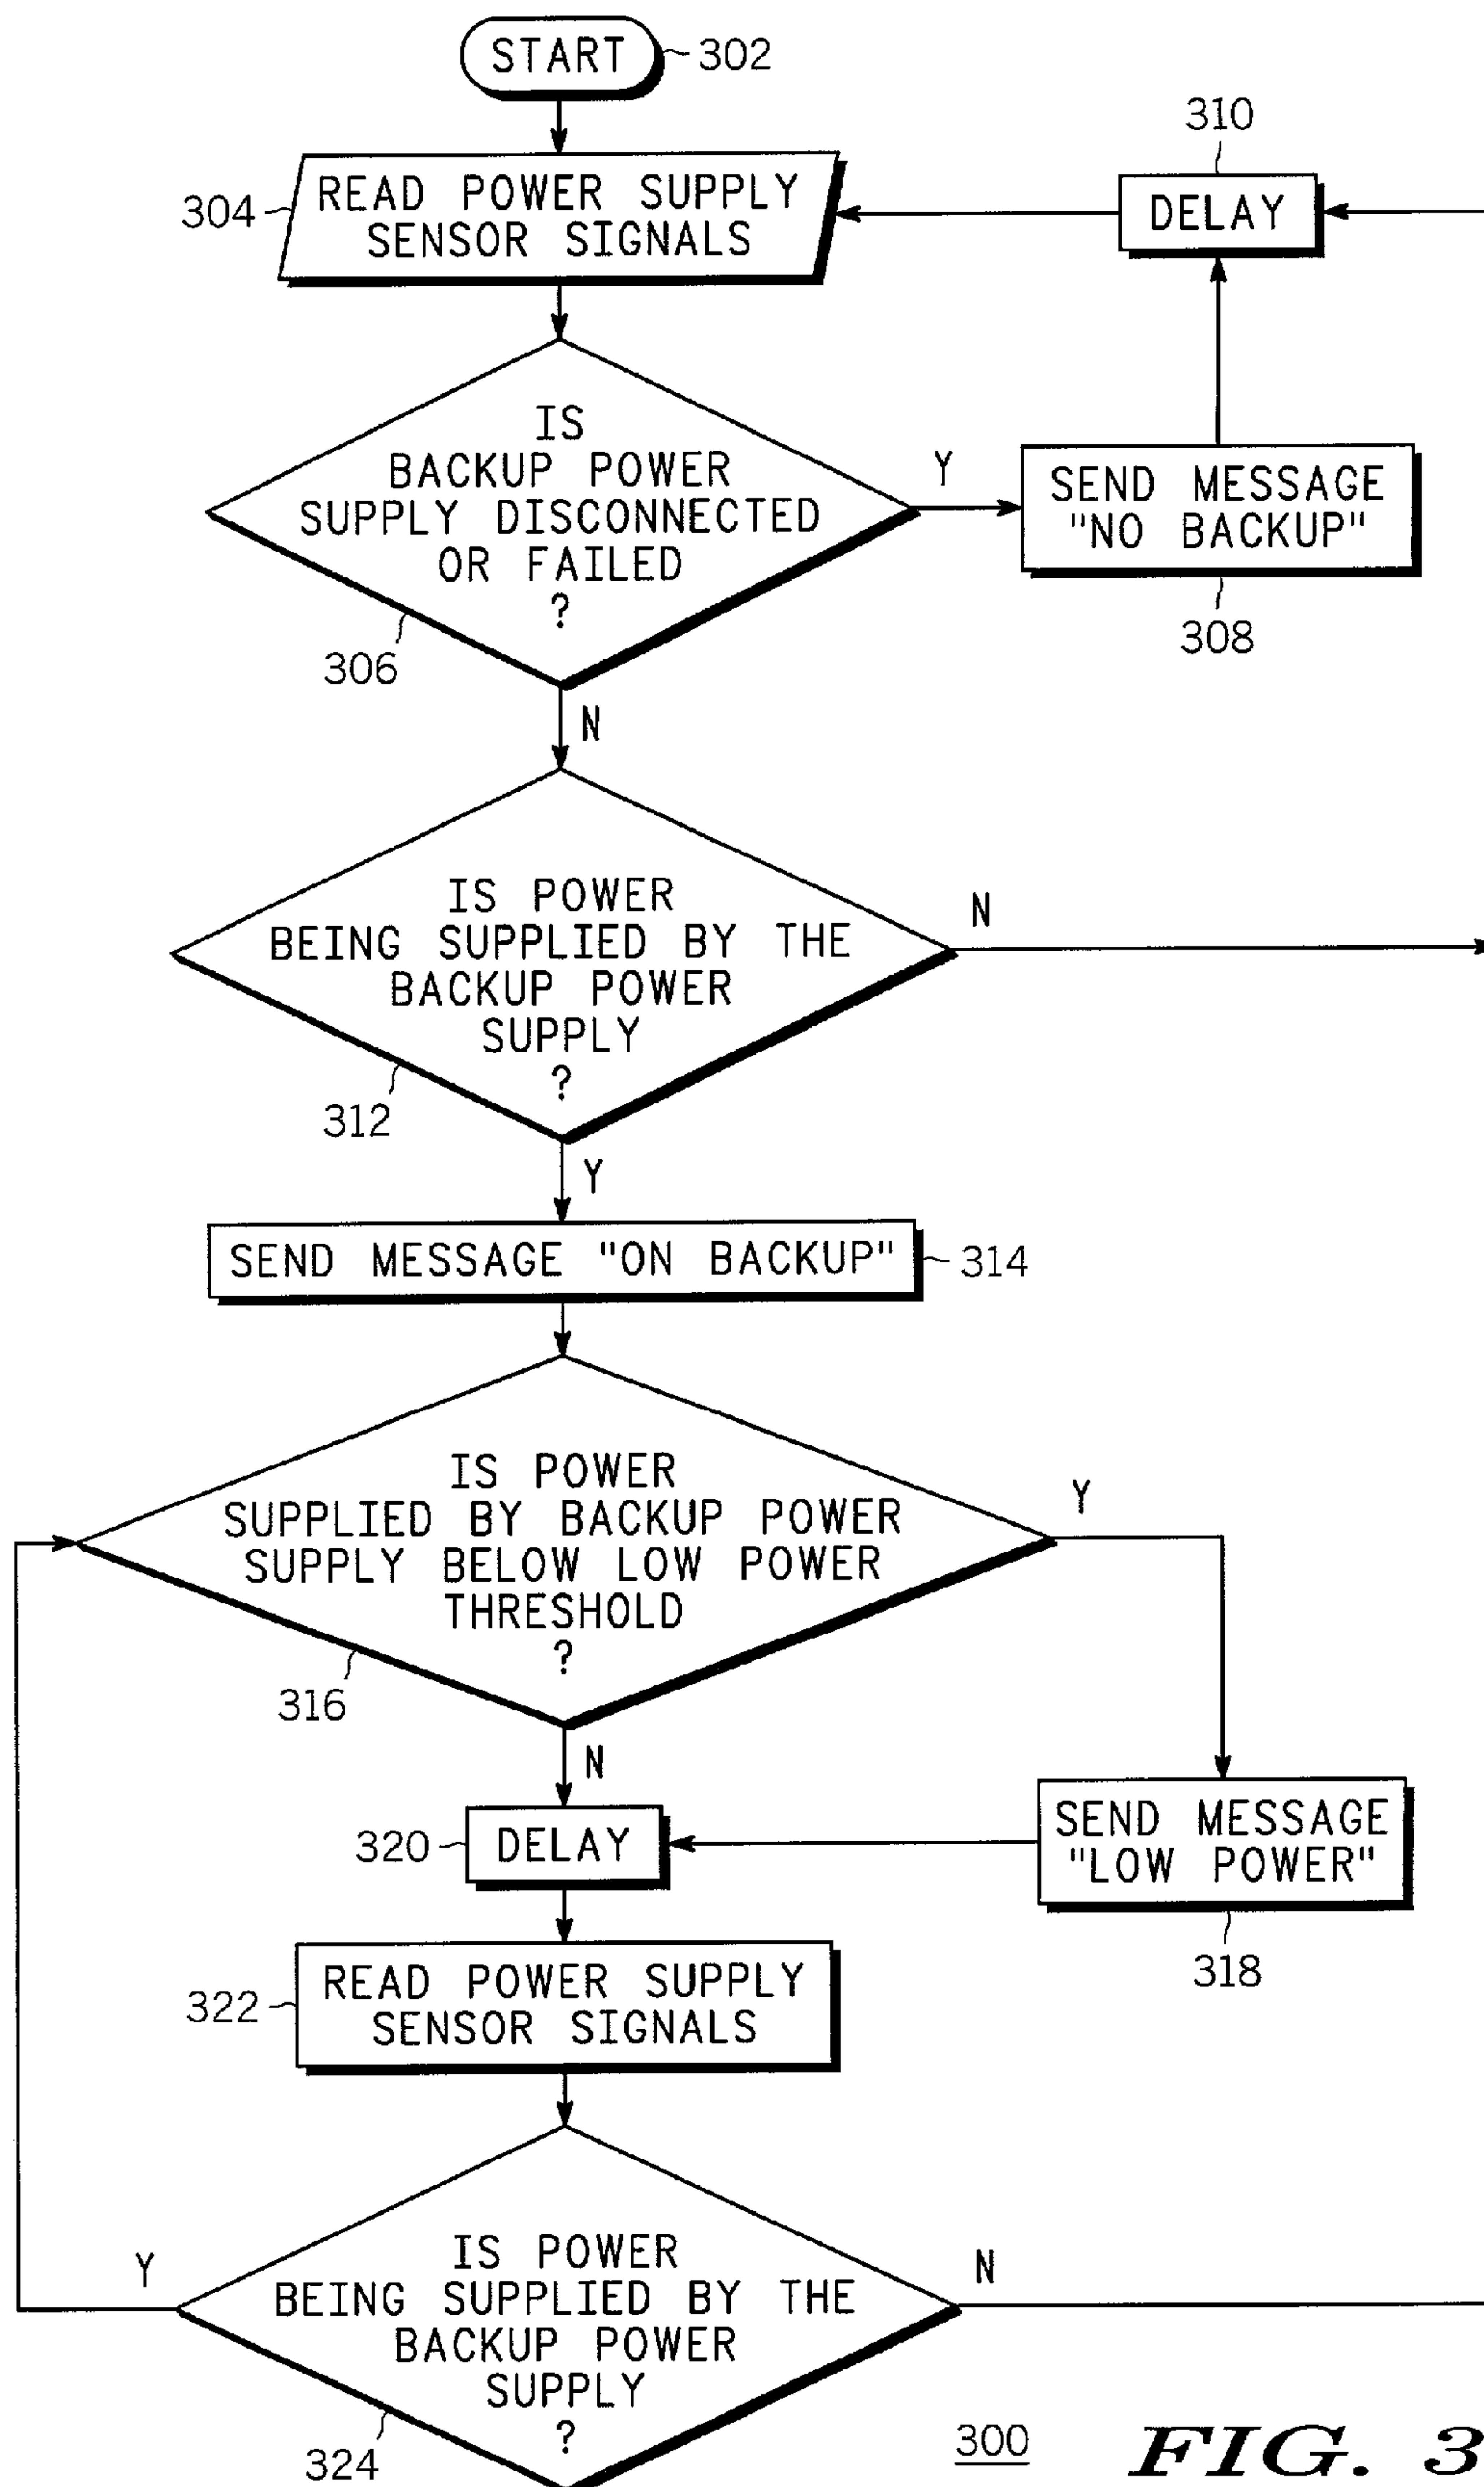 START
302
310
304
READ POWER SUPPLY
SENSOR SIGNALS
DELAY
IS
BACKUP POWER
SUPPLY DISCONNECTED
OR FAILED
?
Y
SEND MESSAGE
"NO BACKUP"
306
308
N
IS POWER
BEING SUPPLIED BY THE
BACKUP POWER
SUPPLY
?
N
312
Y
SEND MESSAGE "ON BACKUP"
314
IS POWER
SUPPLIED BY BACKUP POWER
SUPPLY BELOW LOW POWER
THRESHOLD
?
Y
316
N
320
DELAY
SEND MESSAGE
"LOW POWER"
318
322
READ POWER SUPPLY
SENSOR SIGNALS
Y
IS POWER
BEING SUPPLIED BY THE
BACKUP POWER
SUPPLY
?
N
324
300
FIG. 3